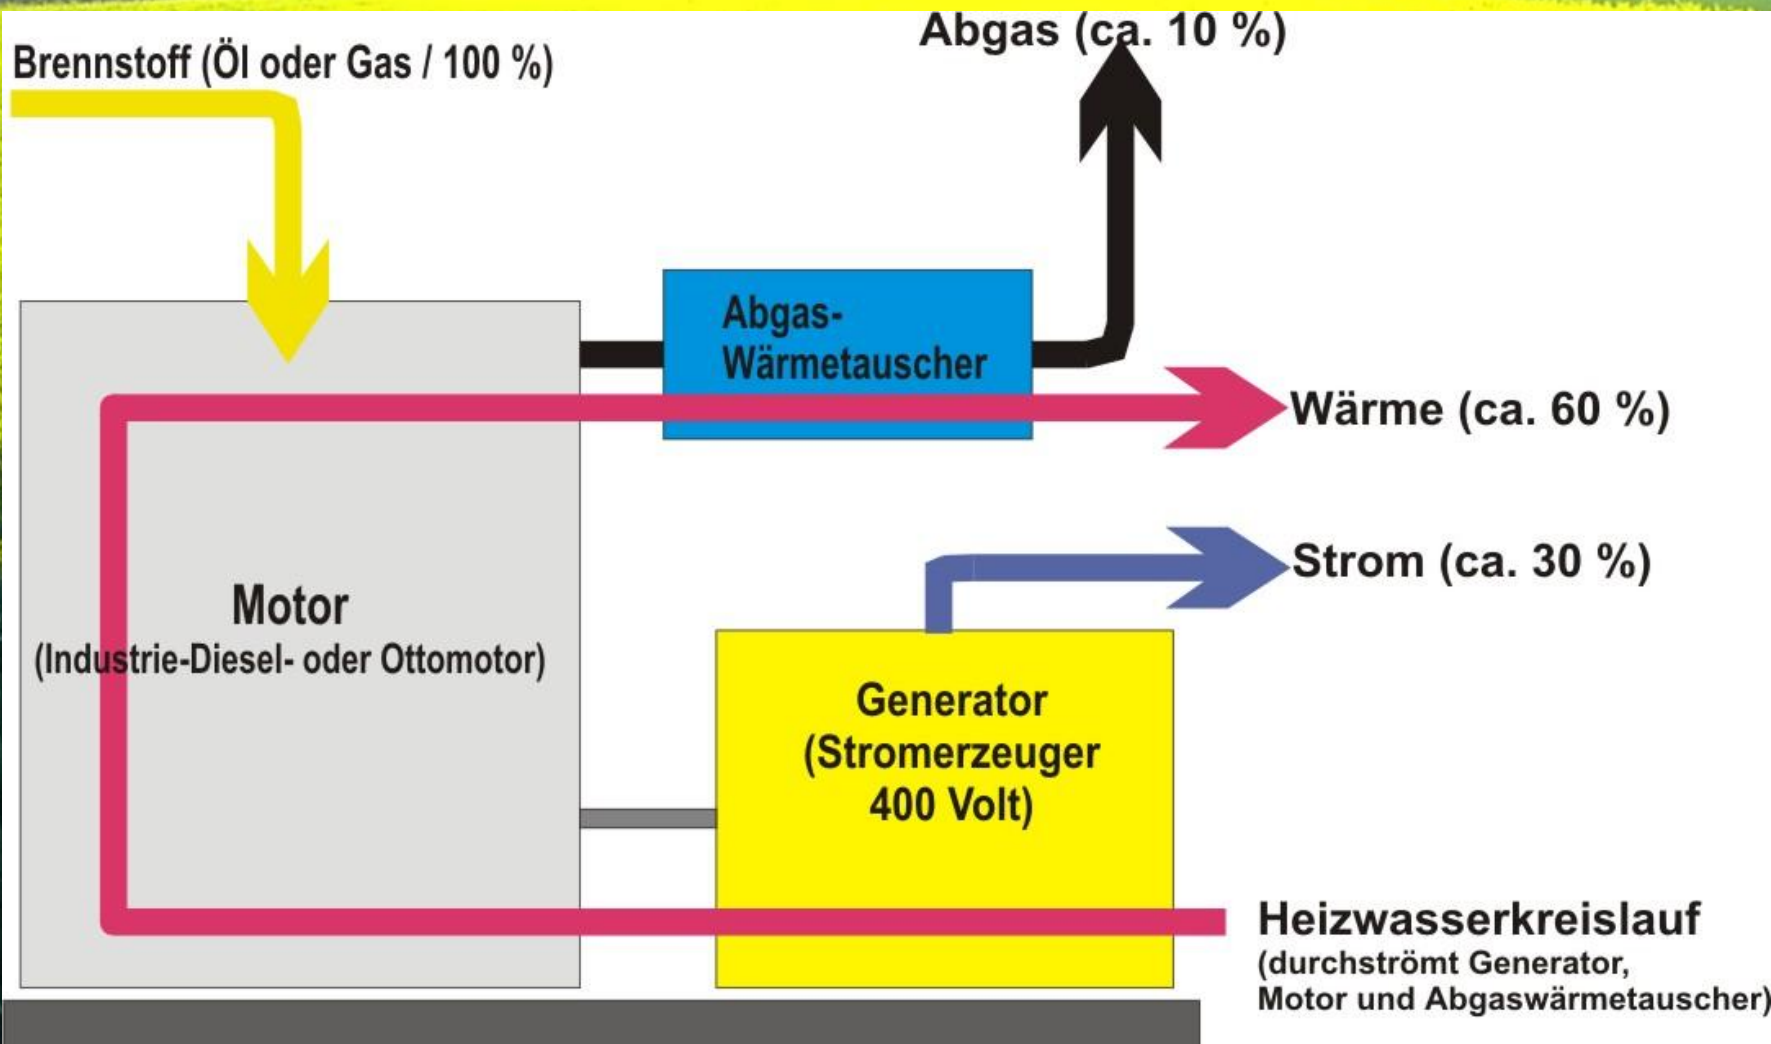 Brennstoff (Öl oder Gas / 100 %)
Abgas (ca. 10 %)
Abgas-
Wärmetauscher
Wärme (ca. 60 %)
Strom (ca. 30 %)
Motor
(Industrie-Diesel- oder Ottomotor)
Generator
(Stromerzeuger
400 Volt)
Heizwasserkreislauf
(durchströmt Generator,
Motor und Abgaswärmetauscher)